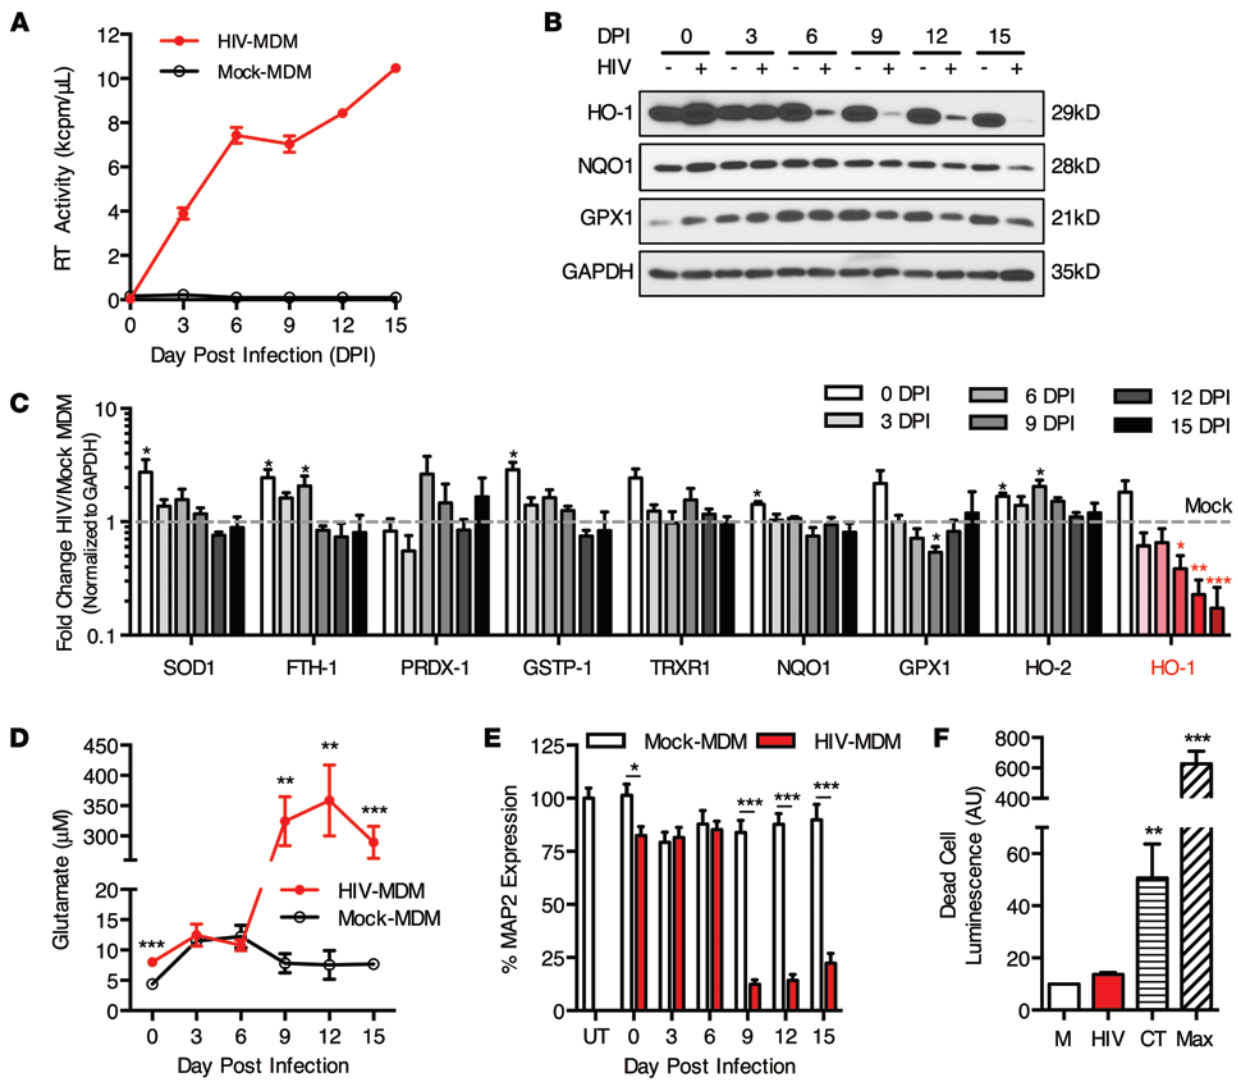 A
12
10
8
6
4
2
0
RT Activity (kcpm/μL)
HIV-MDM
Mock-MDM
0 3 6 9 12 15
Day Post Infection (DPI)
B
DPI 0 3 6 9 12 15
HIV - + - + - + - + - + - +
HO-1 29kD
NQO1 28kD
GPX1 21kD
GAPDH 35kD
C
0 DPI 6 DPI 12 DPI
3 DPI 9 DPI 15 DPI
Fold Change HIV/Mock MDM
(Normalized to GAPDH)
10
1
0.1
* * * * * * * * * ** ***
Mock
SOD1 FTH-1 PRDX-1 GSTP-1 TRXR1 NQO1 GPX1 HO-2 HO-1
D
450
400
350
300
20
15
10
5
0
Glutamate (μM)
*** ** ** ***
HIV-MDM
Mock-MDM
0 3 6 9 12 15
Day Post Infection
E
Mock-MDM HIV-MDM
125
100
75
50
25
0
% MAP2 Expression
* *** *** ***
UT 0 3 6 9 12 15
Day Post Infection
F
800
600
400
60
40
20
0
Dead Cell
Luminescence (AU)
** ***
M HIV CT Max